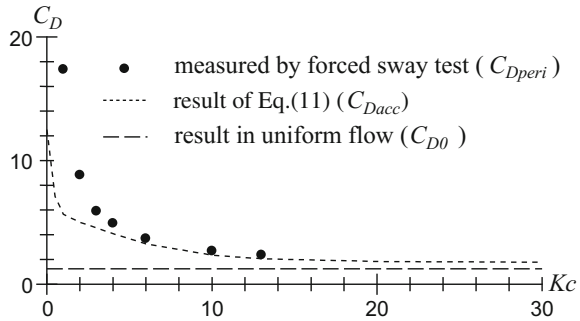 C_D
20
measured by forced sway test ( C_Dperi )
result of Eq.(11) ( C_Dacc)
result in uniform flow ( C_D0 )
10
0
0 10 20 Kc 30